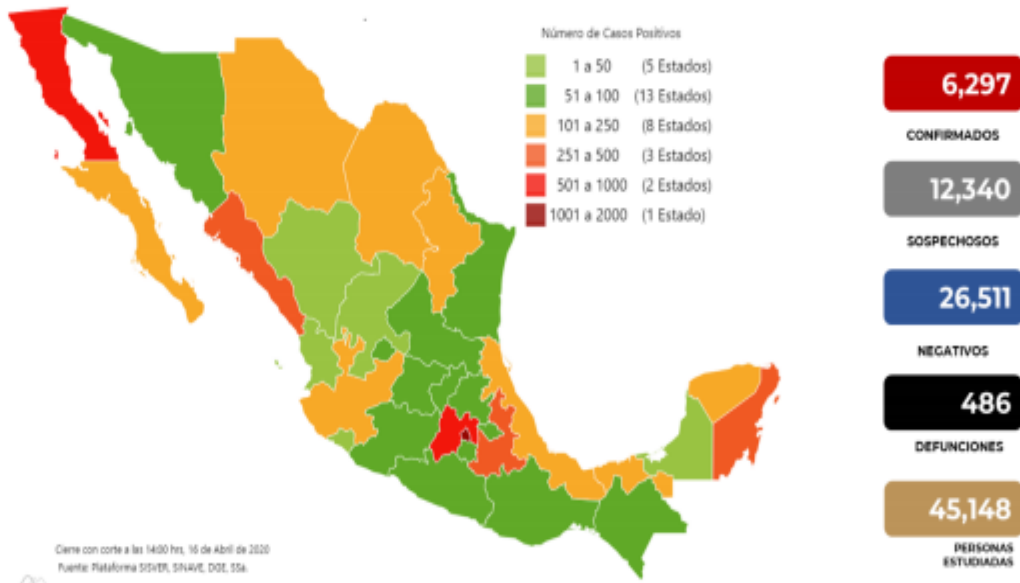 Número de Casos Positivos
1 a 50 (5 Estados)
51 a 100 (13 Estados)
101 a 250 (8 Estados)
251 a 500 (3 Estados)
501 a 1000 (2 Estados)
1001 a 2000 (1 Estado)
6,297
CONFIRMADOS
12,340
SOSPECHOSOS
26,511
NEGATIVOS
486
DEFUNCIONES
45,148
PERSONAS
ESTUDIADAS
Cierre con corte a las 14:00 hrs, 16 de Abril de 2020
Fuente: Plataforma SISVER, SINAVE, DGE, SSa.